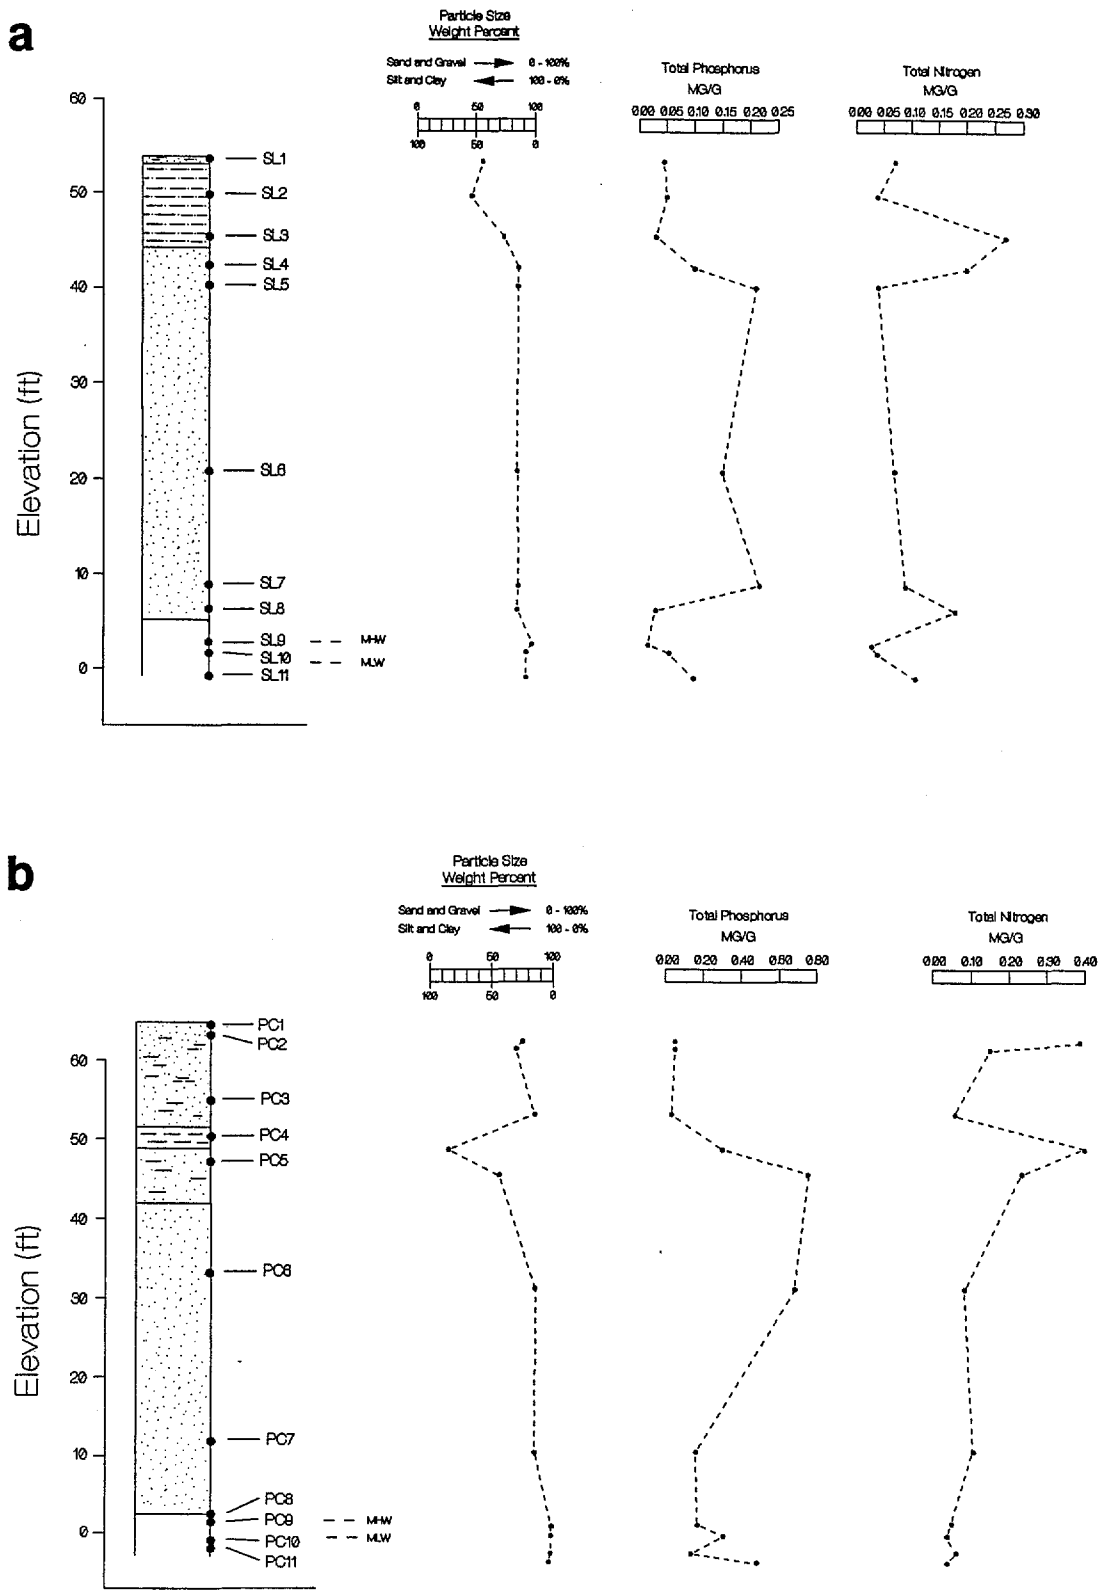 a
Particle Size
Weight Percent
Sand and Gravel 0 - 100%
Silt and Clay 100 - 0%
0 50 100
100 50 0
Total Phosphorus
MG/G
0.00 0.05 0.10 0.15 0.20 0.25
Total Nitrogen
MG/G
0.00 0.05 0.10 0.15 0.20 0.25 0.30
Elevation (ft)
60
50
40
30
20
10
0
SL1
SL2
SL3
SL4
SL5
SL6
SL7
SL8
SL9 MHW
SL10 MLW
SL11
b
Particle Size
Weight Percent
Sand and Gravel 0 - 100%
Silt and Clay 100 - 0%
0 50 100
100 50 0
Total Phosphorus
MG/G
0.00 0.20 0.40 0.60 0.80
Total Nitrogen
MG/G
0.00 0.10 0.20 0.30 0.40
Elevation (ft)
60
50
40
30
20
10
0
PC1
PC2
PC3
PC4
PC5
PC6
PC7
PC8
PC9 MHW
PC10 MLW
PC11